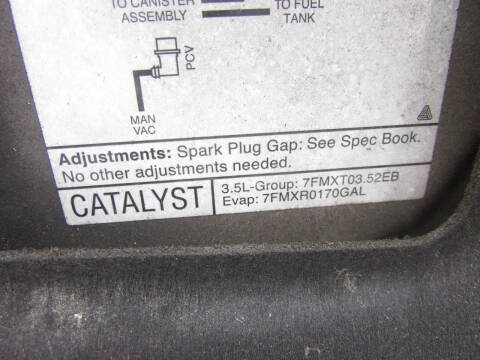 TO CANISTER
ASSEMBLY
TO FUEL
TANK
PCV
MAN
VAC
Adjustments: Spark Plug Gap: See Spec Book.
No other adjustments needed.
CATALYST
3.5L-Group: 7FMXT03.52EB
Evap: 7FMXR0170GAL